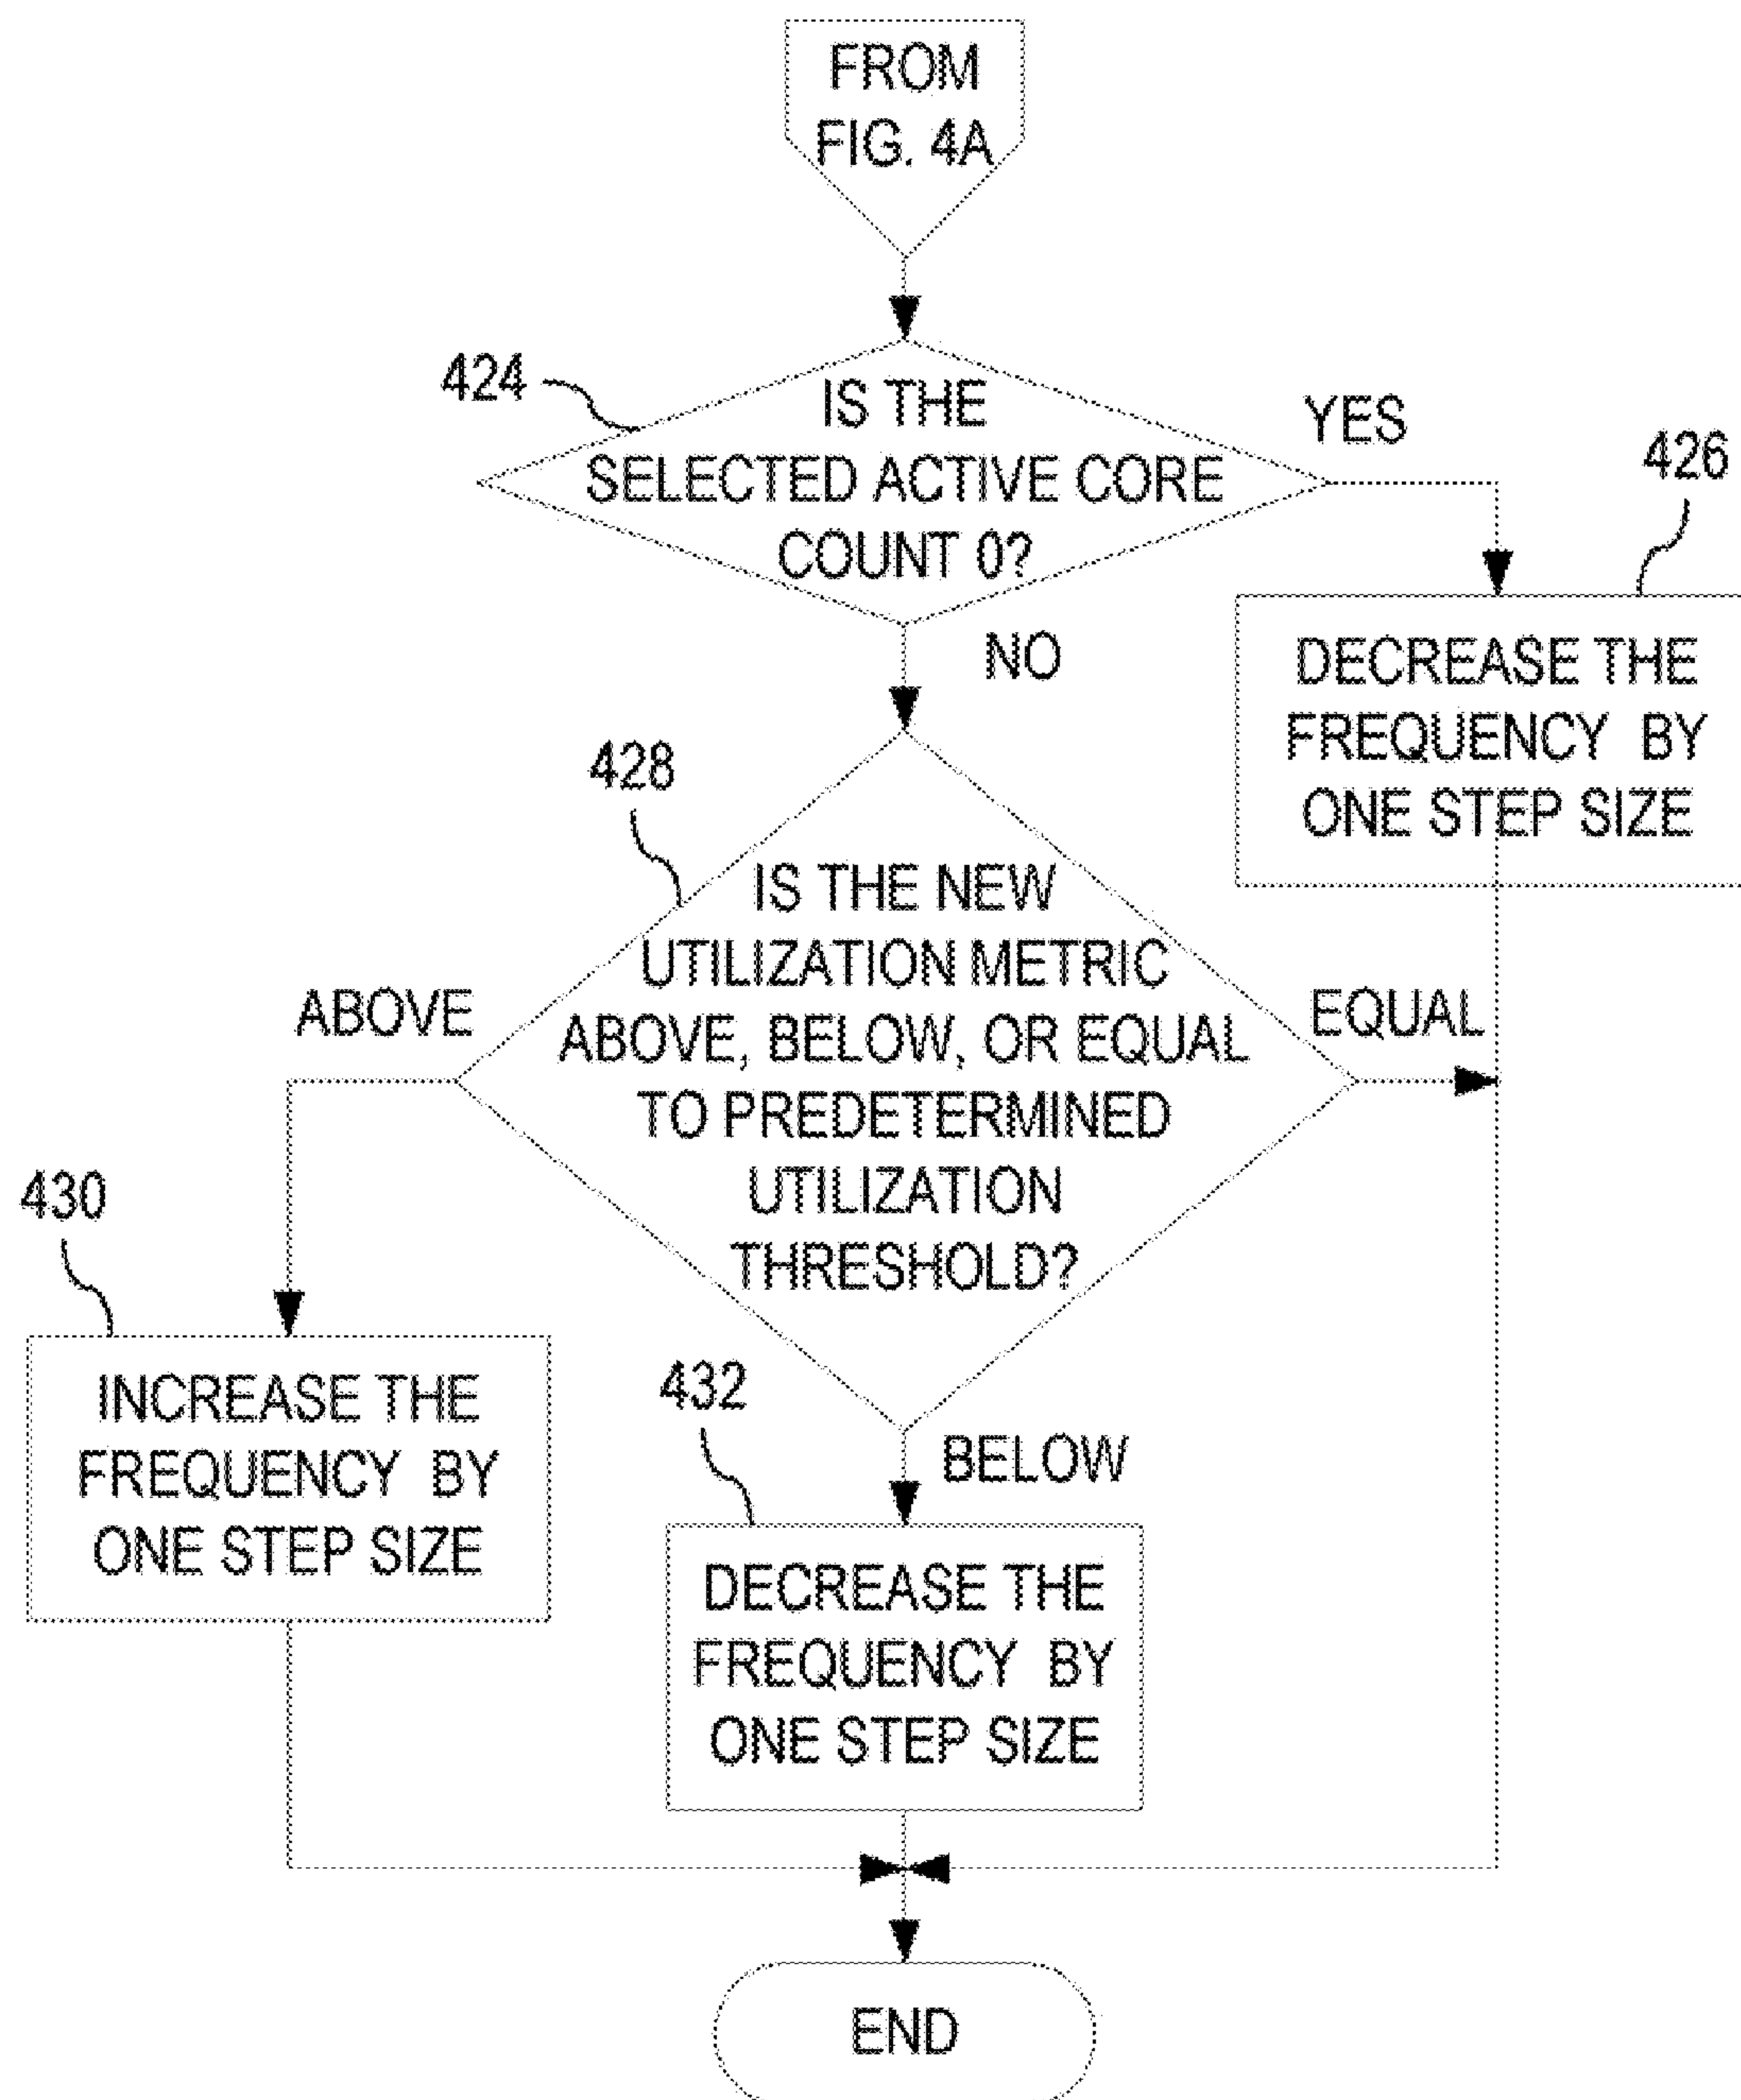 FROM
FIG. 4A
424
IS THE
SELECTED ACTIVE CORE
COUNT 0?
YES
426
NO
DECREASE THE
FREQUENCY BY
ONE STEP SIZE
428
IS THE NEW
UTILIZATION METRIC
ABOVE, BELOW, OR EQUAL
TO PREDETERMINED
UTILIZATION
THRESHOLD?
ABOVE
EQUAL
430
INCREASE THE
FREQUENCY BY
ONE STEP SIZE
432
BELOW
DECREASE THE
FREQUENCY BY
ONE STEP SIZE
END